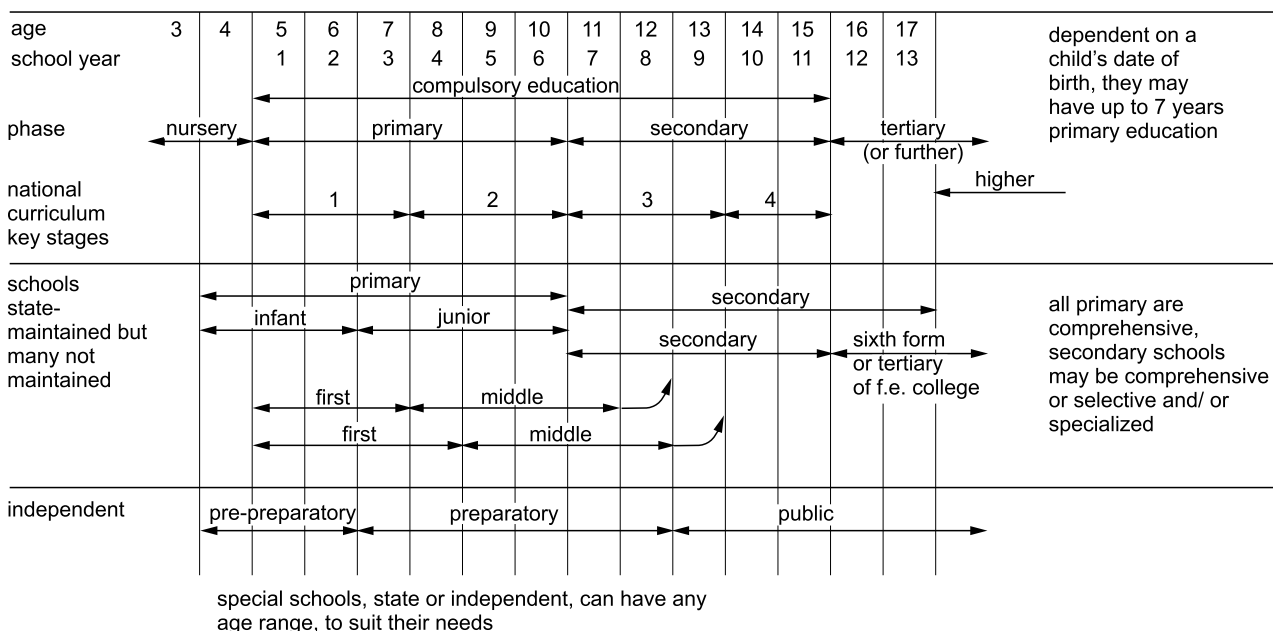 age 3 4 5 6 7 8 9 10 11 12 13 14 15 16 17
school year 1 2 3 4 5 6 7 8 9 10 11 12 13
dependent on a
child's date of
birth, they may
have up to 7 years
primary education
compulsory education
phase nursery primary secondary tertiary
(or further)
higher
national
curriculum
key stages
1 2 3 4
schools
state-
maintained but
many not
maintained
primary
secondary
infant junior
secondary sixth form
or tertiary
of f.e. college
first middle
first middle
all primary are
comprehensive,
secondary schools
may be comprehensive
or selective and/ or
specialized
independent pre-preparatory preparatory public
special schools, state or independent, can have any
age range, to suit their needs